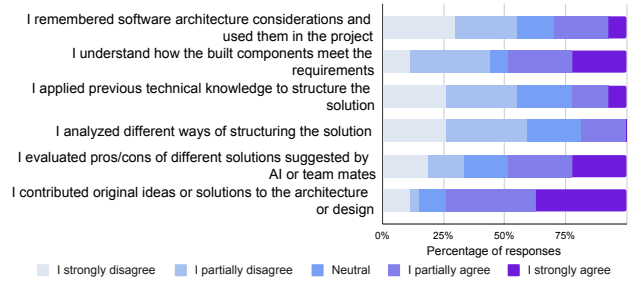 I remembered software architecture considerations and
used them in the project
I understand how the built components meet the
requirements
I applied previous technical knowledge to structure the
solution
I analyzed different ways of structuring the solution
I evaluated pros/cons of different solutions suggested by
AI or team mates
I contributed original ideas or solutions to the architecture
or design
0% 25% 50% 75%
Percentage of responses
I strongly disagree I partially disagree Neutral I partially agree I strongly agree